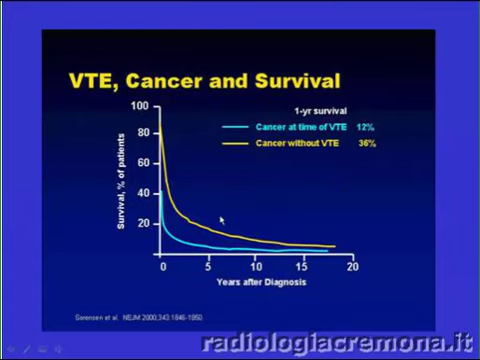 VTE, Cancer and Survival
1-yr survival
Cancer at time of VTE 12%
Cancer without VTE 36%
Survival, % of patients
100
80
60
40
20
0 5 10 15 20
Years after Diagnosis
Sorensen et al. NEJM 2000;343:1846-1850.
radiologiacremona.it